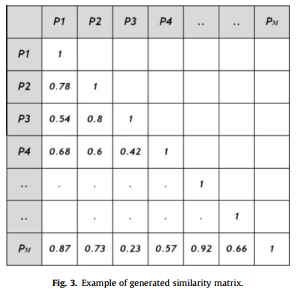 P1 P2 P3 P4 .. .. PM
P1 1
P2 0.78 1
P3 0.54 0.8 1
P4 0.68 0.6 0.42 1
.. . . . . 1
.. . . . . 1
PM 0.87 0.73 0.23 0.57 0.92 0.66 1
Fig. 3. Example of generated similarity matrix.